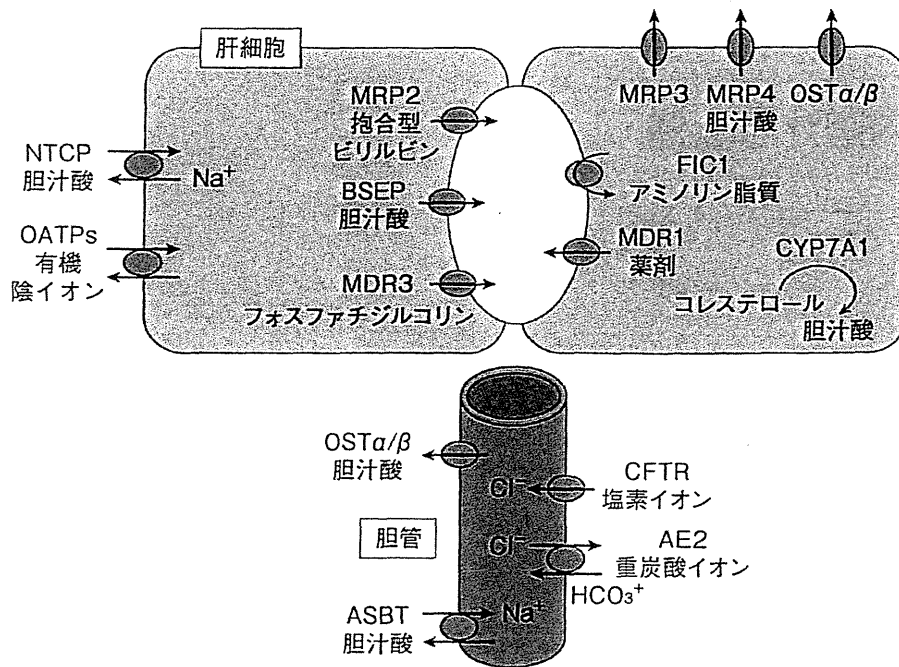 肝細胞
NTCP
胆汁酸
Na⁺
OATPs
有機
陰イオン
MRP2
抱合型
ビリルビン
BSEP
胆汁酸
MDR3
フォスファチジルコリン
MRP3
MRP4
胆汁酸
OSTα/β
FIC1
アミノリン脂質
MDR1
薬剤
CYP7A1
コレステロール
胆汁酸
OSTα/β
胆汁酸
Cl⁻
CFTR
塩素イオン
胆管
Cl⁻
AE2
重炭酸イオン
HCO₃⁺
ASBT
胆汁酸
Na⁺